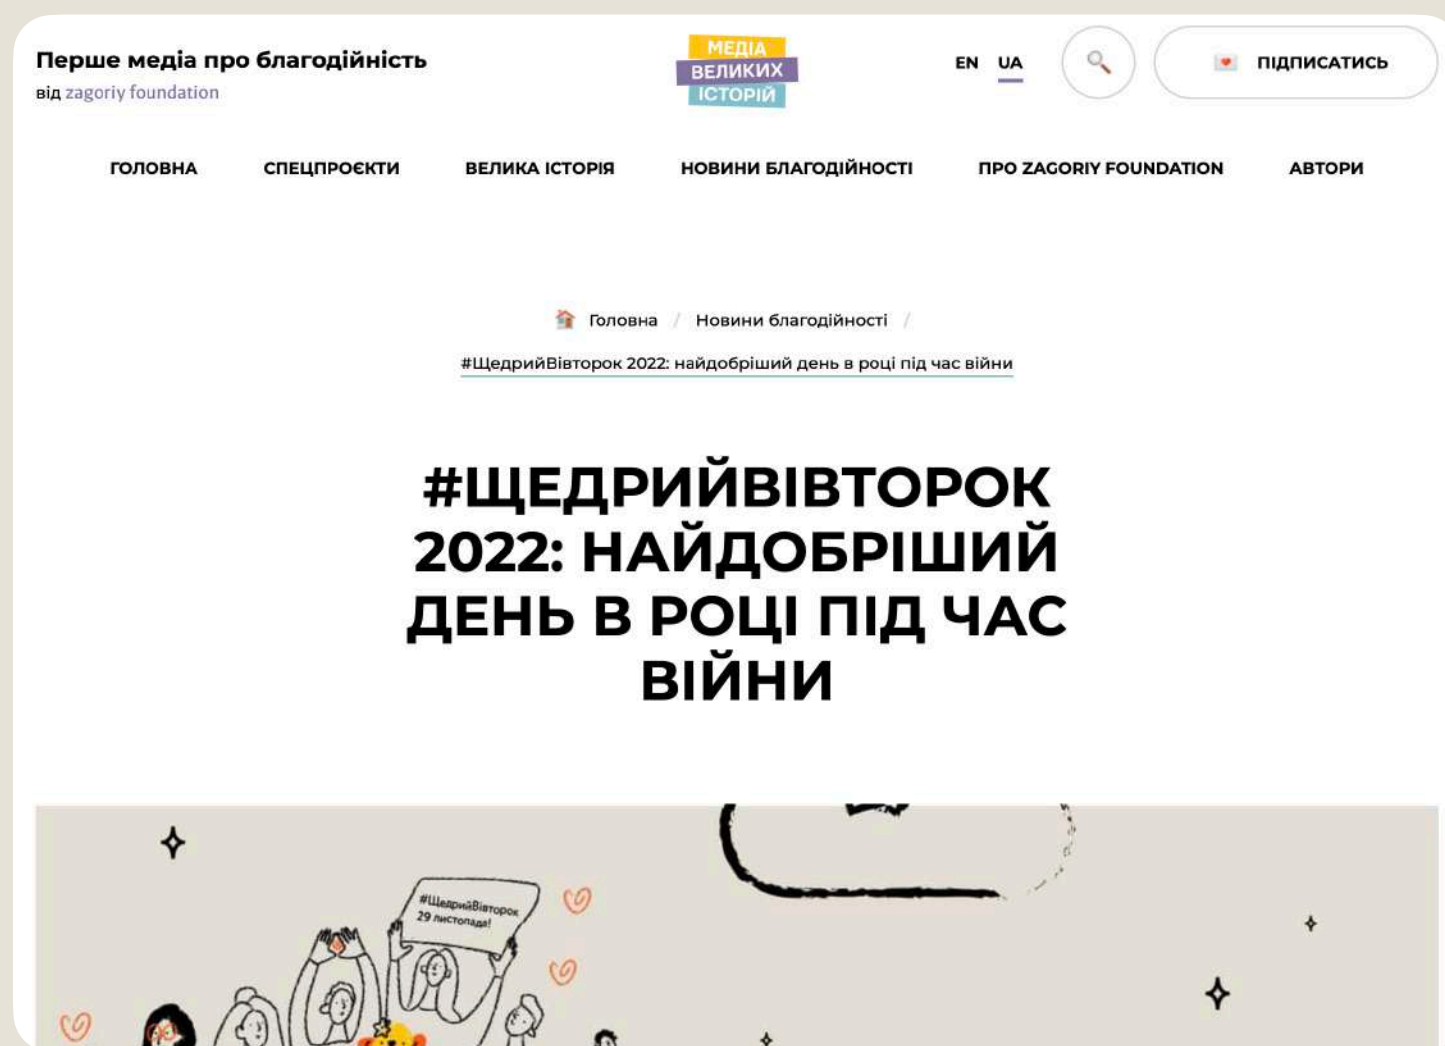 Перше медіа про благодійність
від zagoriy foundation
МЕДІА
ВЕЛИКИХ
ІСТОРІЙ
EN UA
ПІДПИСАТИСЬ
ГОЛОВНА СПЕЦПРОЄКТИ ВЕЛИКА ІСТОРІЯ НОВИНИ БЛАГОДІЙНОСТІ ПРО ZAGORIY FOUNDATION АВТОРИ
Головна / Новини благодійності /
#ЩедрийВівторок 2022: найдобріший день в році під час війни
#ЩЕДРИЙВІВТОРОК
2022: НАЙДОБРІШИЙ
ДЕНЬ В РОЦІ ПІД ЧАС
ВІЙНИ
#ЩедрийВівторок
29 листопада!